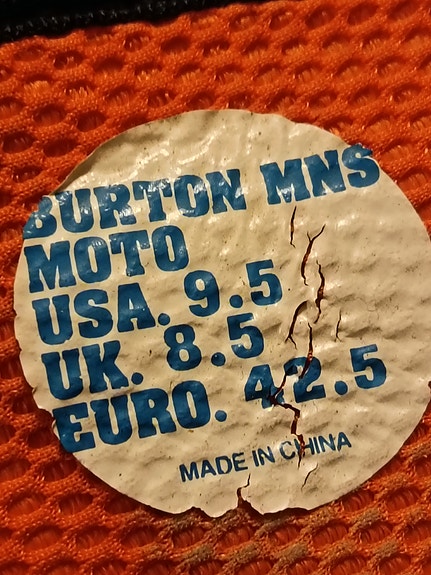 BURTON MNS
MOTO
USA. 9.5
UK. 8.5
EURO. 42.5
MADE IN CHINA